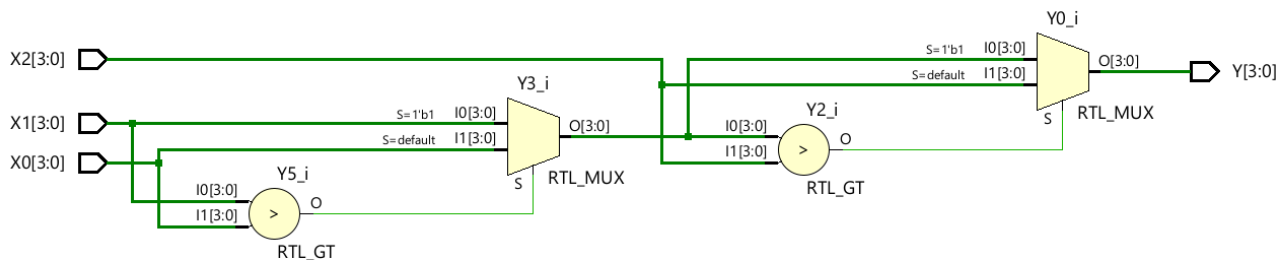 Y0_i
X2[3:0]
S=1'b1 I0[3:0]
O[3:0]
Y[3:0]
S=default I1[3:0]
S
RTL_MUX
Y3_i
X1[3:0]
S=1'b1 I0[3:0]
O[3:0]
S=default I1[3:0]
X0[3:0]
S
RTL_MUX
Y2_i
I0[3:0]
O
I1[3:0]
>
RTL_GT
Y5_i
I0[3:0]
O
I1[3:0]
>
RTL_GT